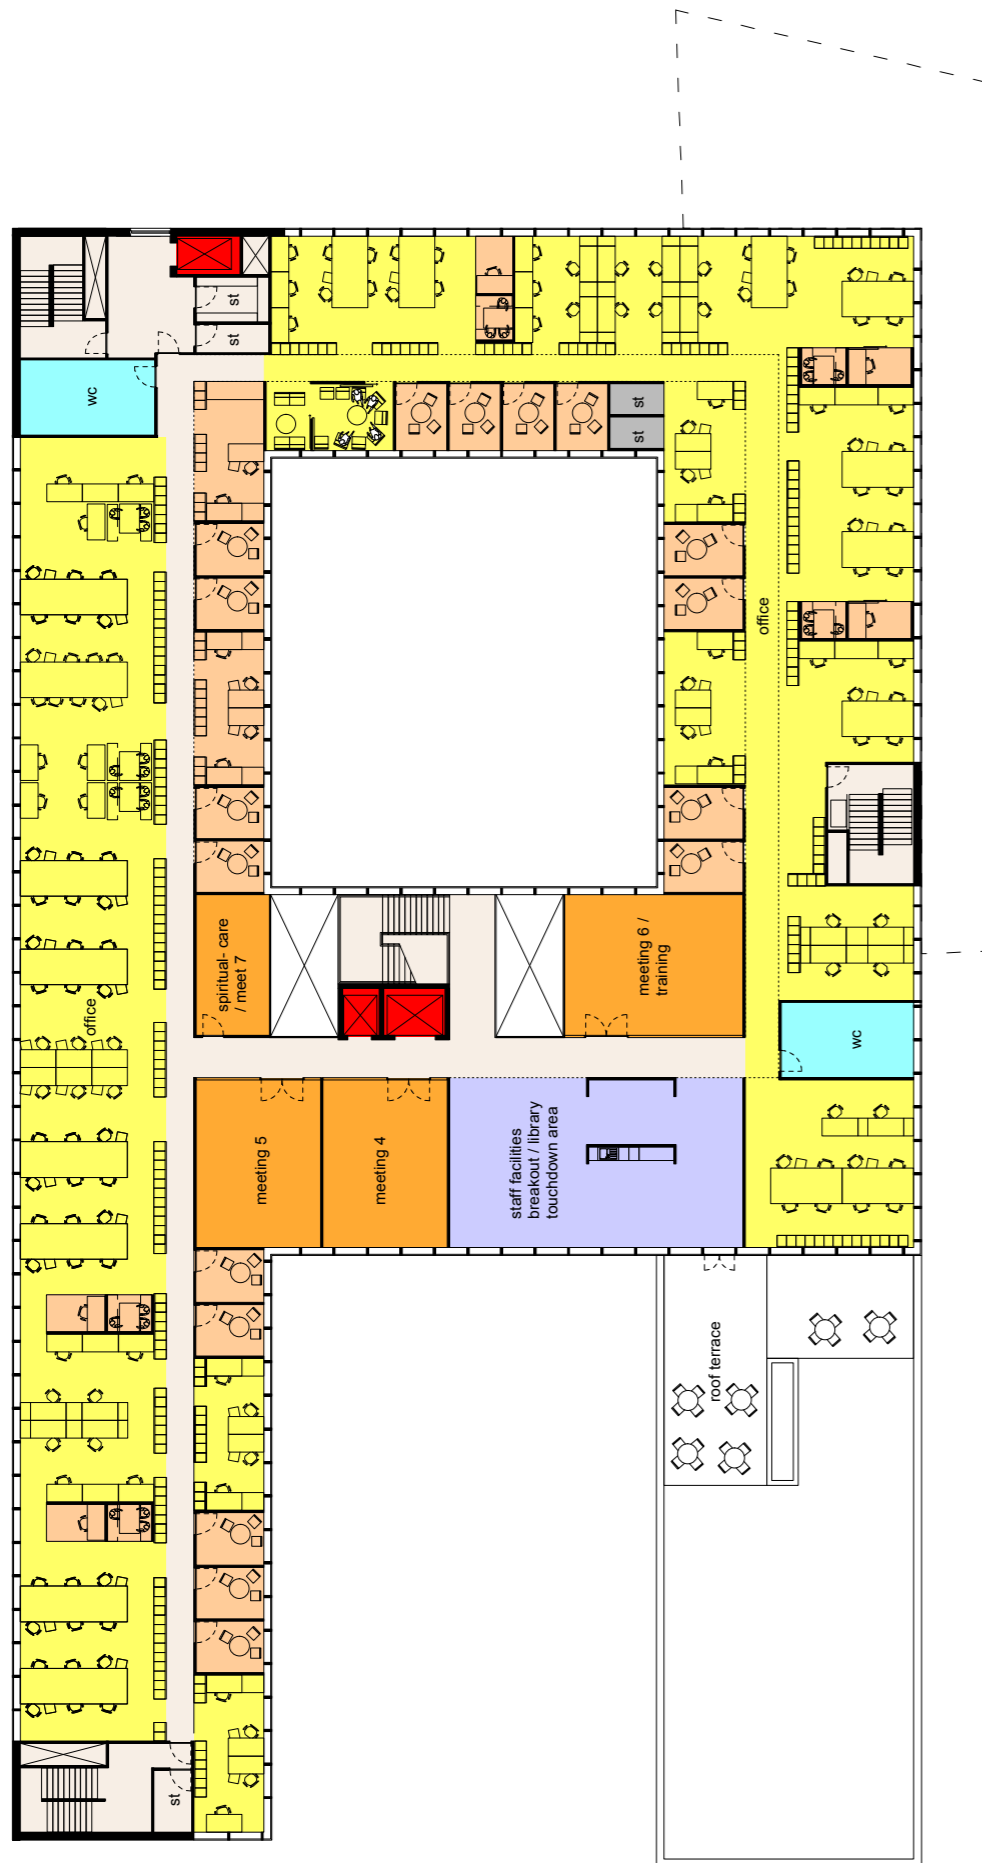 st
st
wc
st
st
office
spiritual- care
/ meet 7
meeting 6 /
training
office
wc
meeting 5
meeting 4
staff facilities
breakout / library
touchdown area
roof terrace
st